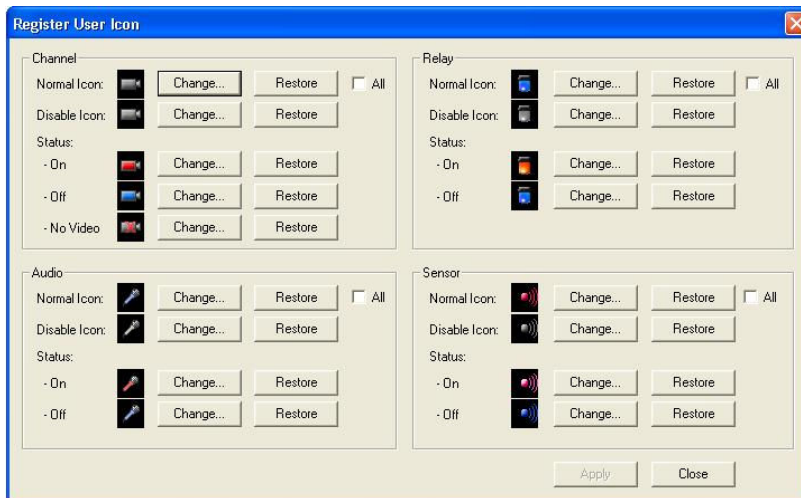 Register User Icon
Channel
Normal Icon: Change... Restore All
Disable Icon: Change... Restore
Status:
- On Change... Restore
- Off Change... Restore
- No Video Change... Restore
Relay
Normal Icon: Change... Restore All
Disable Icon: Change... Restore
Status:
- On Change... Restore
- Off Change... Restore
Audio
Normal Icon: Change... Restore All
Disable Icon: Change... Restore
Status:
- On Change... Restore
- Off Change... Restore
Sensor
Normal Icon: Change... Restore All
Disable Icon: Change... Restore
Status:
- On Change... Restore
- Off Change... Restore
Apply Close